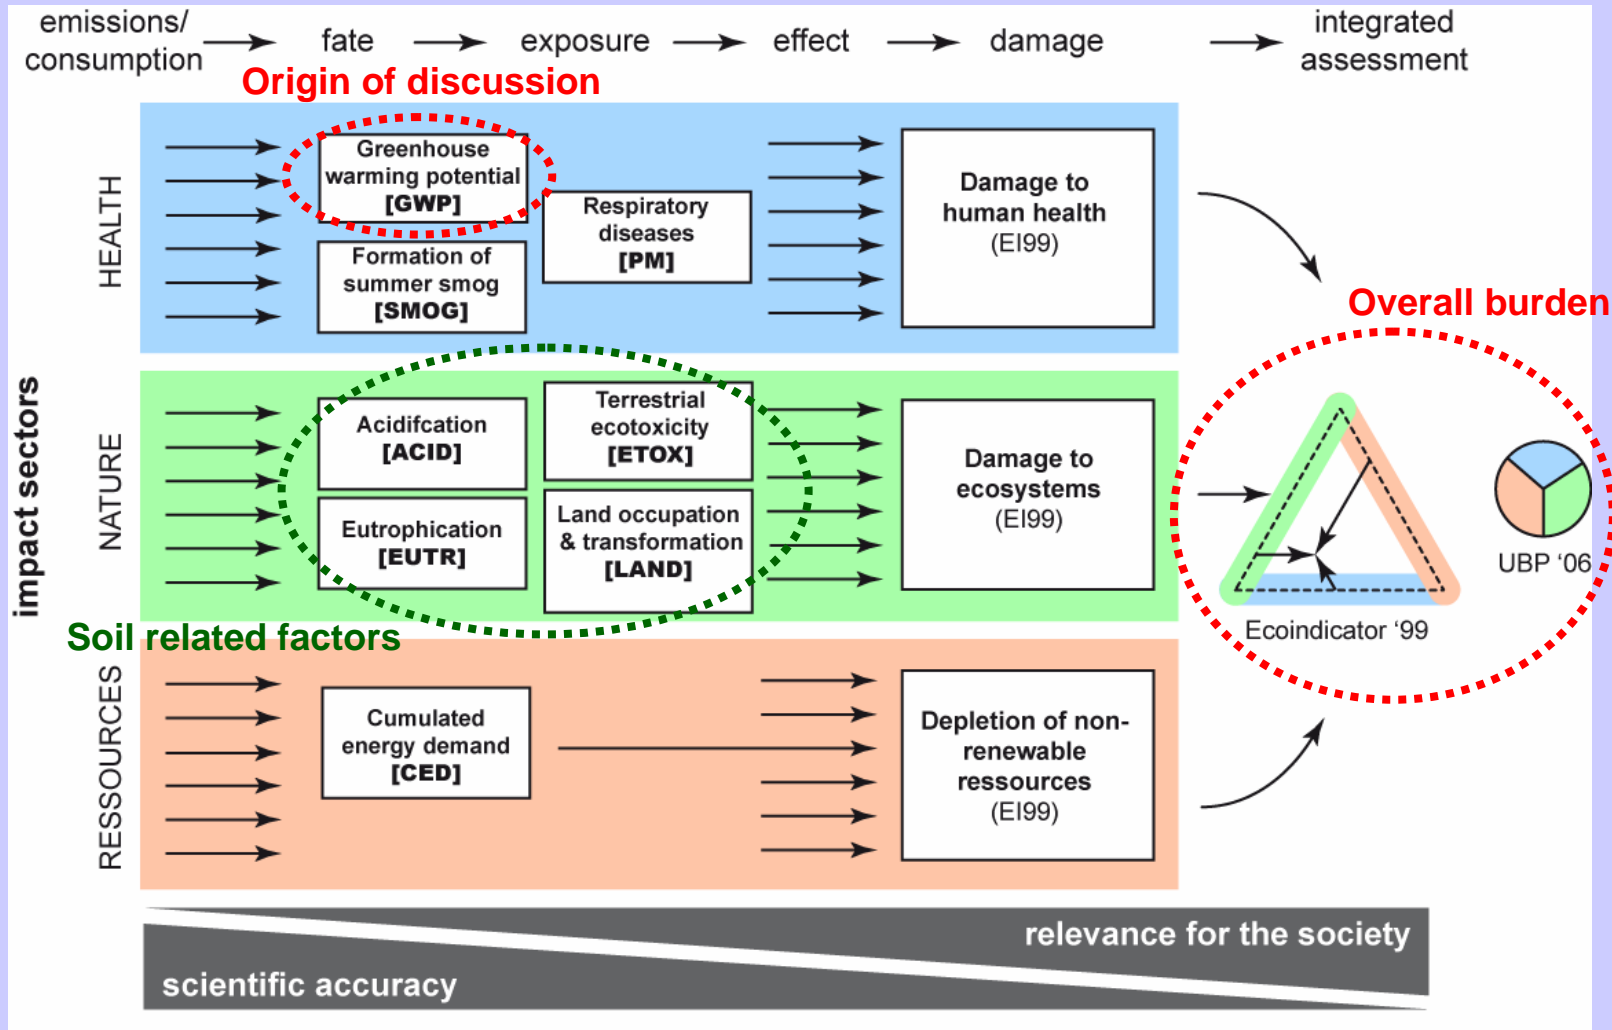 emissions/
consumption
fate
exposure
effect
damage
integrated
assessment
Origin of discussion
HEALTH
Greenhouse
warming potential
[GWP]
Formation of
summer smog
[SMOG]
Respiratory
diseases
[PM]
Damage to
human health
(EI99)
Overall burden
impact sectors
NATURE
Acidifcation
[ACID]
Eutrophication
[EUTR]
Terrestrial
ecotoxicity
[ETOX]
Land occupation
& transformation
[LAND]
Damage to
ecosystems
(EI99)
UBP ‘06
Ecoindicator ‘99
Soil related factors
RESSOURCES
Cumulated
energy demand
[CED]
Depletion of non-
renewable
ressources
(EI99)
relevance for the society
scientific accuracy